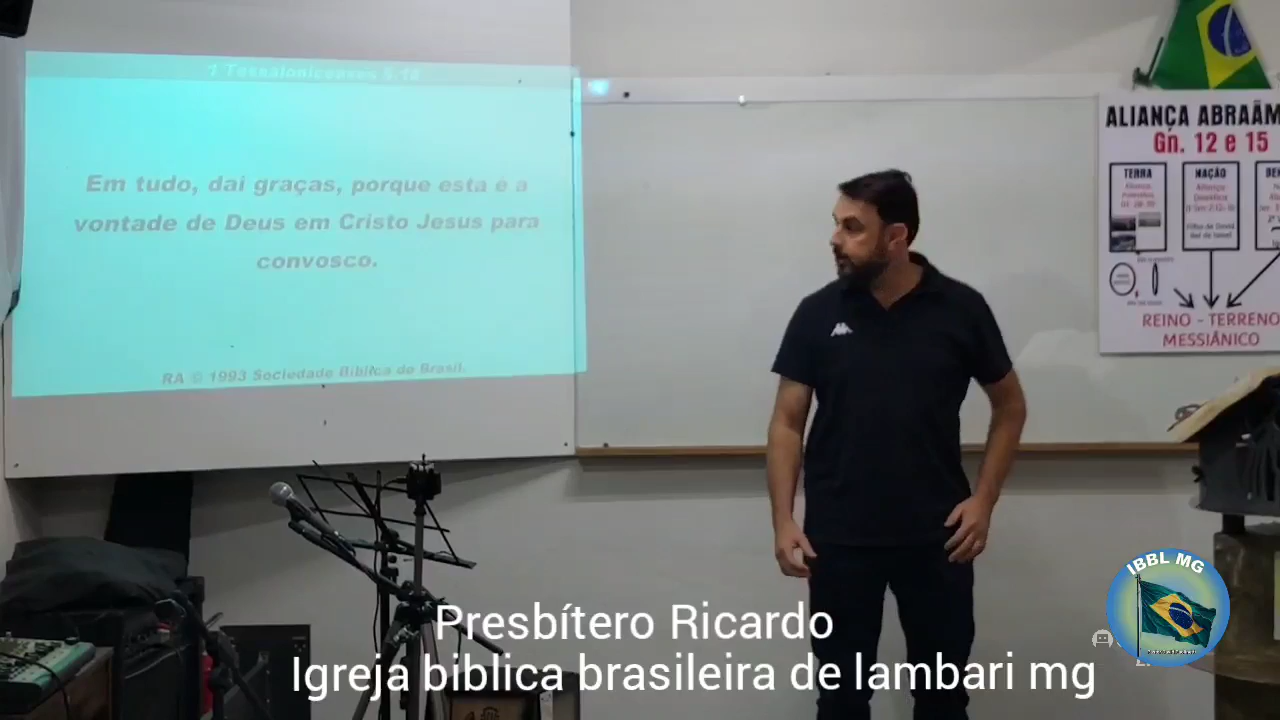 1 Tessalonicenses 5:18
Em tudo, dai graças, porque esta é a
vontade de Deus em Cristo Jesus para
convosco.
RA © 1993 Sociedade Bíblica do Brasil.
ALIANÇA ABRAÂM
Gn. 12 e 15
TERRA
NAÇÃO
REINO - TERRENO
MESSIÂNICO
IBBL MG
Presbítero Ricardo
Igreja biblica brasileira de lambari mg